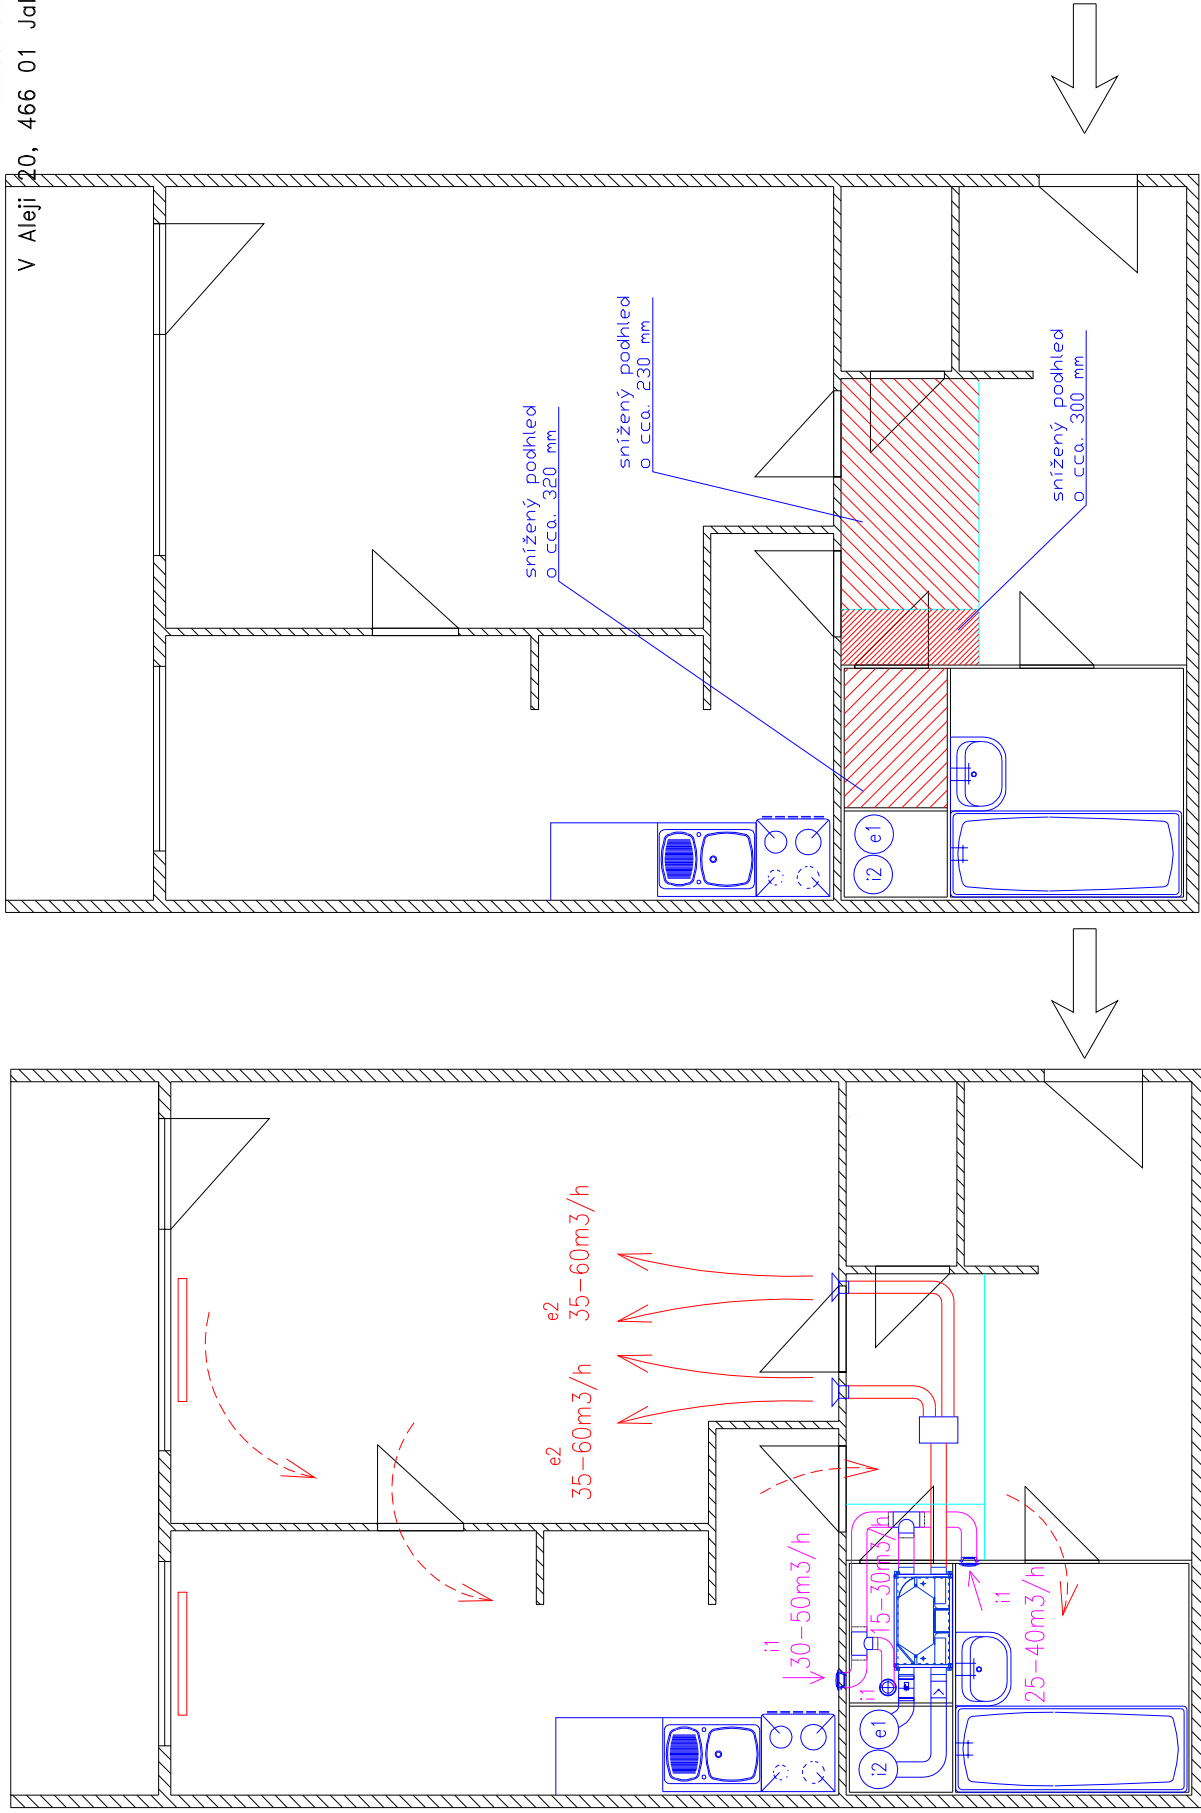 V Aleji 20, 466 01 Jal
snížený podhled
o cca. 320 mm
snížený podhled
o cca. 230 mm
snížený podhled
o cca. 300 mm
i2
e1
e2
35-60m3/h
e2
35-60m3/h
i1
30-50m3/h
i1
15-30m3/h
i1
25-40m3/h
i2
e1